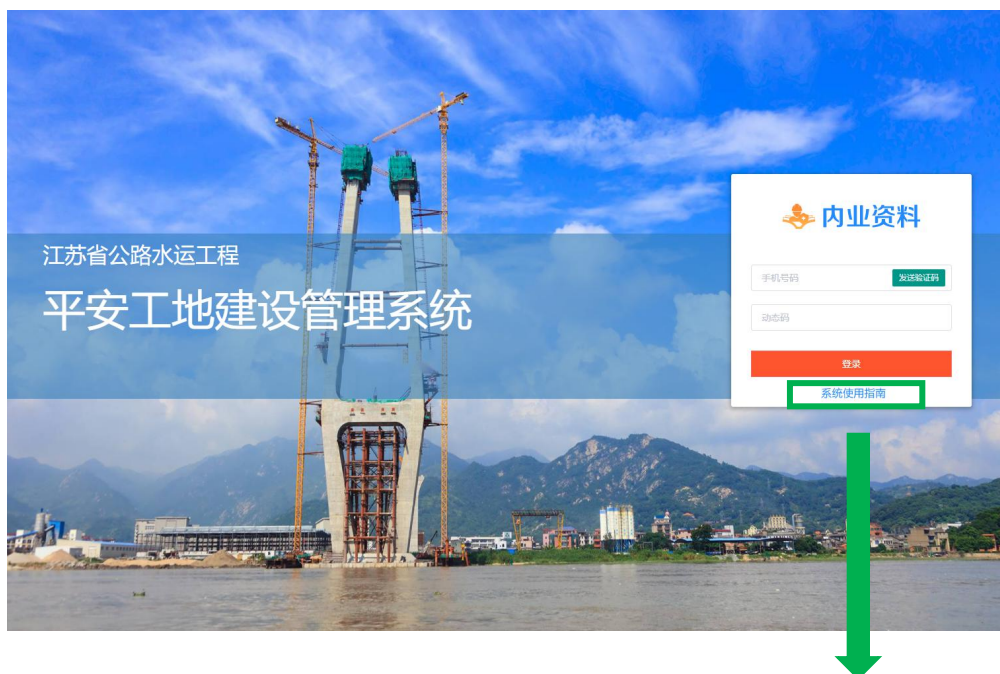 江苏省公路水运工程
平安工地建设管理系统
内业资料
手机号码
发送验证码
动态码
登录
系统使用指南